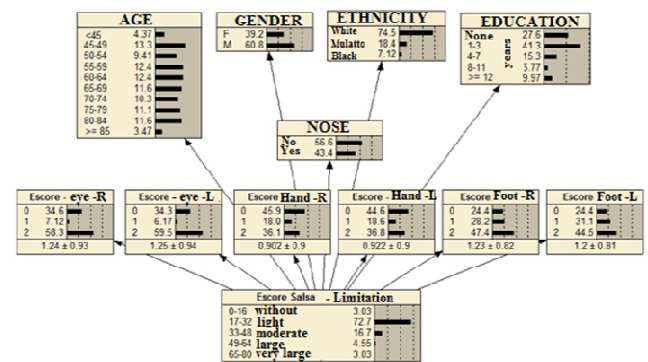 AGE
<45 4.37
45-49 13.3
50-54 9.41
55-59 12.4
60-64 12.4
65-69 11.6
70-74 10.3
75-79 11.1
80-84 11.6
>= 85 3.47
GENDER
F 39.2
M 60.8
ETHNICITY
White 74.5
Mulatto 18.4
Black 7.12
EDUCATION
None 27.6
1-3 41.3
4-7 15.3
8-11 5.77
>= 12 9.97
years
NOSE
No 56.6
Yes 43.4
Escore - eye -R
0 34.6
1 7.12
2 58.3
1.24 ± 0.93
Escore - eye -L
0 34.3
1 6.17
2 59.5
1.25 ± 0.94
Escore Hand -R
0 45.9
1 18.0
2 36.1
0.902 ± 0.9
Escore - Hand -L
0 44.6
1 18.6
2 36.8
0.922 ± 0.9
Escore Foot -R
0 24.4
1 28.2
2 47.4
1.23 ± 0.82
Escore Foot -L
0 24.4
1 31.1
2 44.5
1.2 ± 0.81
Escore Salsa - Limitation
0-16 without 3.03
17-32 light 72.7
33-48 moderate 16.7
49-64 large 4.55
65-80 very large 3.03